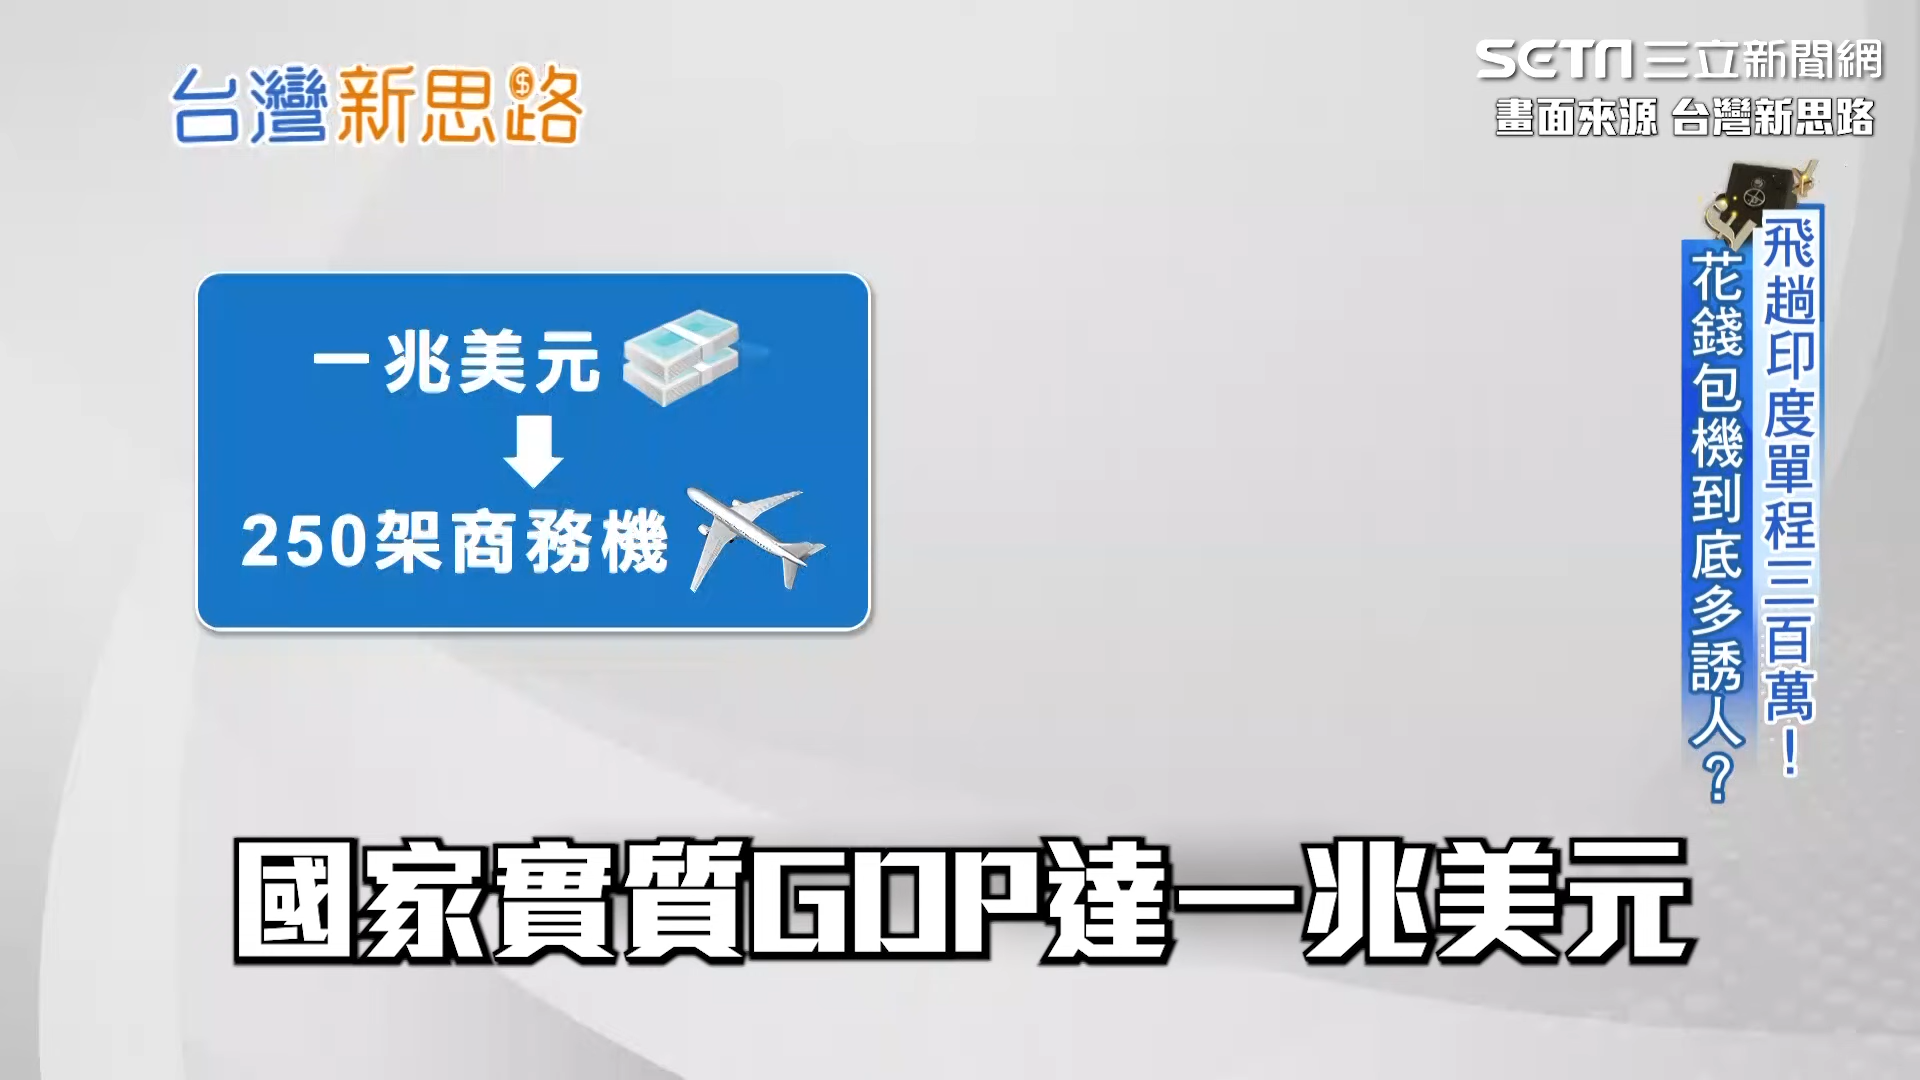 台灣新思路
SETN三立新聞網
畫面來源 台灣新思路
飛趟印度單程三百萬！
花錢包機到底多誘人？
一兆美元
250架商務機
國家實質GDP達一兆美元